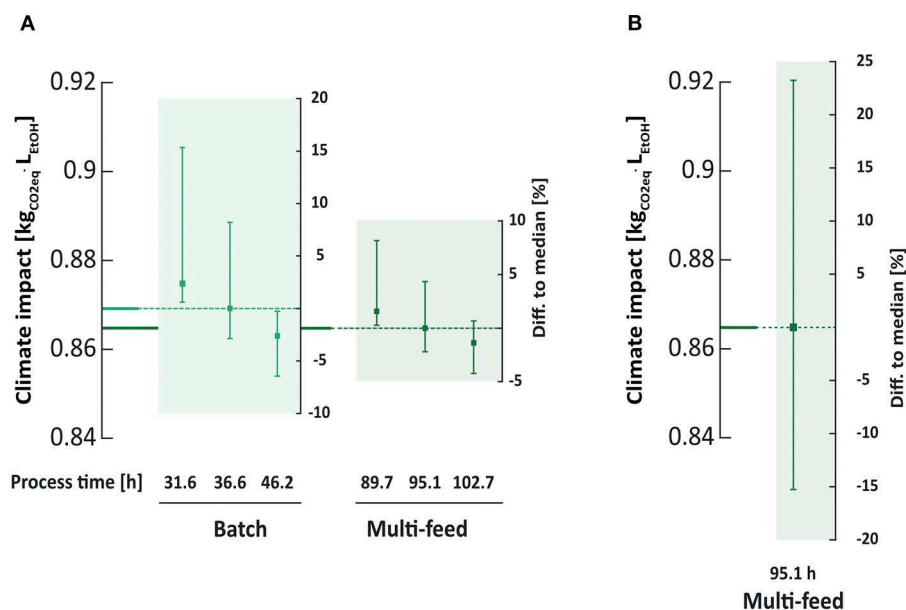 A
B
Climate impact [kgCO2eq · LEtOH]
0.92
0.9
0.88
0.86
0.84
20
15
5
-5
-10
10
5
-5
Diff. to median [%]
Process time [h]
31.6 36.6 46.2
89.7 95.1 102.7
Batch
Multi-feed
Climate impact [kgCO2eq · LEtOH]
0.92
0.9
0.88
0.86
0.84
25
22
15
10
5
-5
-10
-15
-20
Diff. to median [%]
95.1 h
Multi-feed